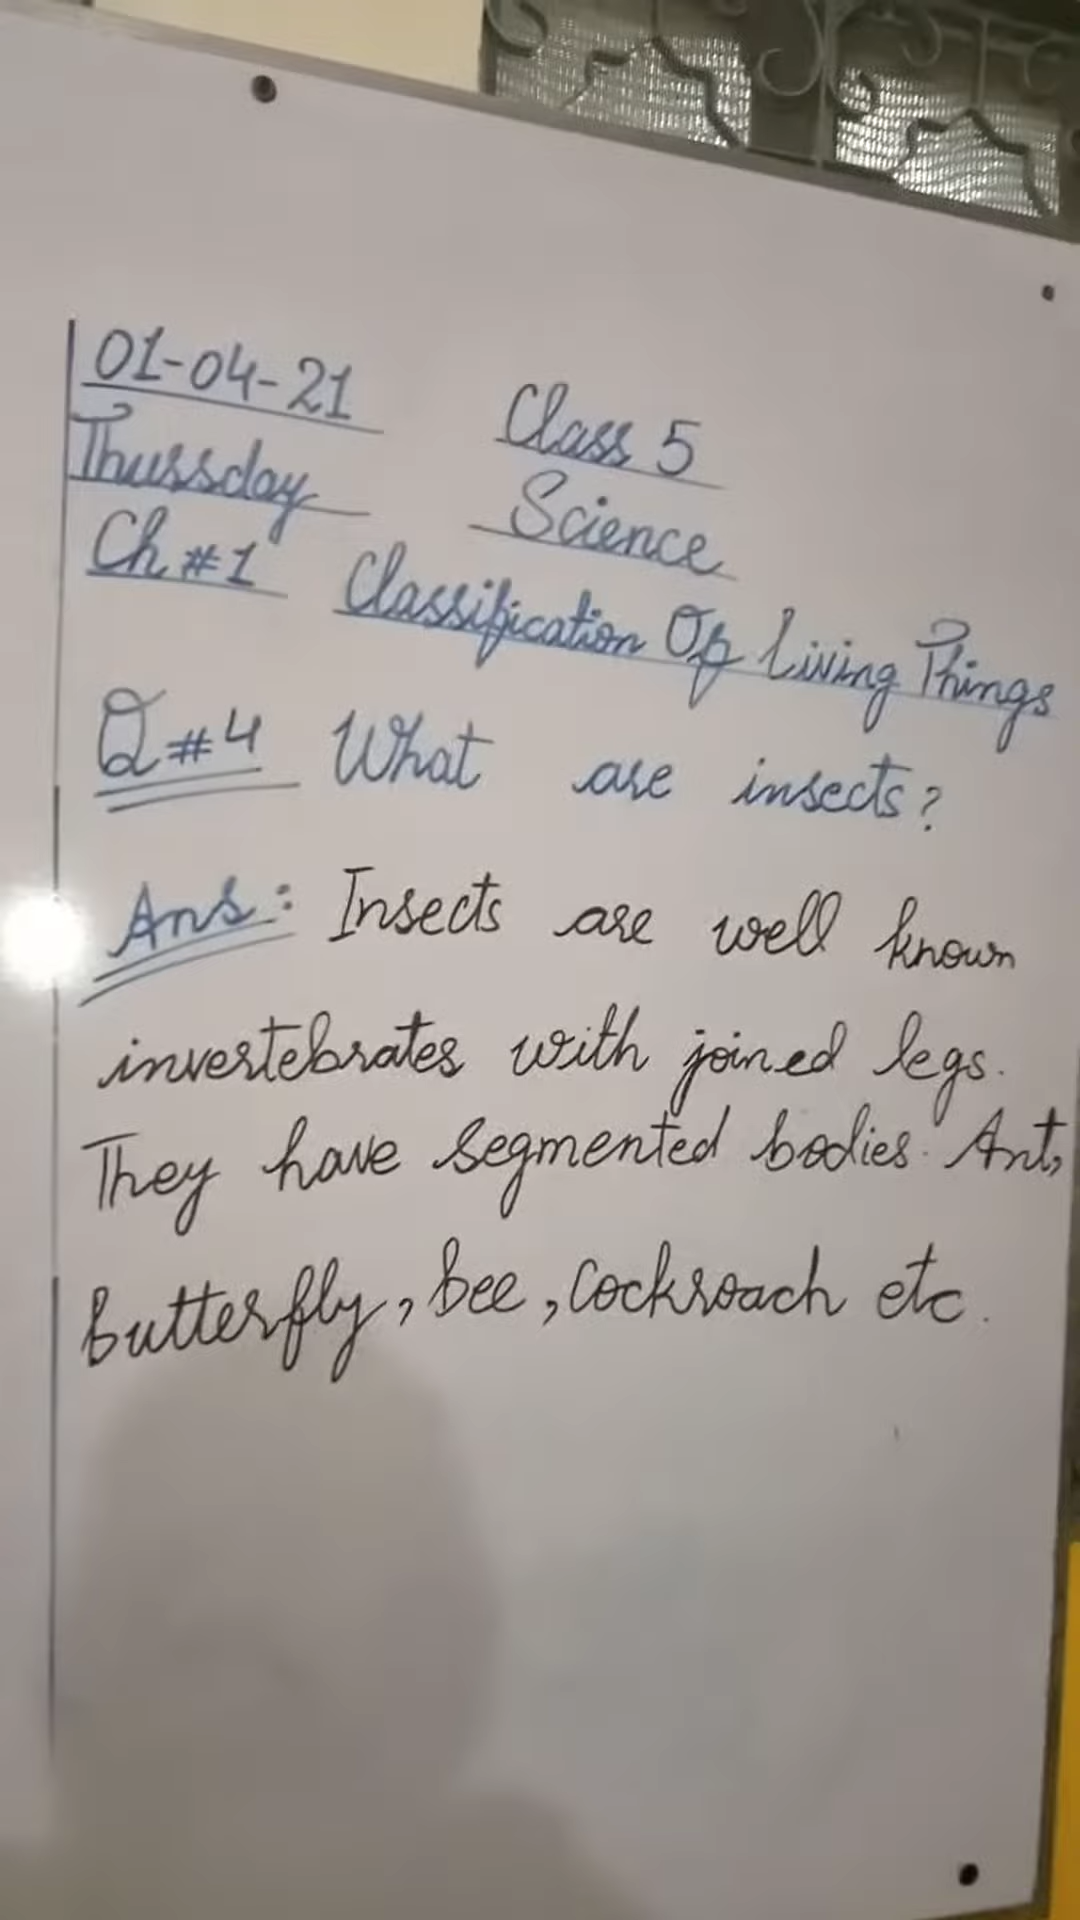 01-04-21 Class 5
Thursday Science
Ch #1 Classification Of Living Things
Q #4 What are insects?
Ans: Insects are well known
invertebrates with joined legs.
They have segmented bodies. Ant,
butterfly, bee, cockroach etc.